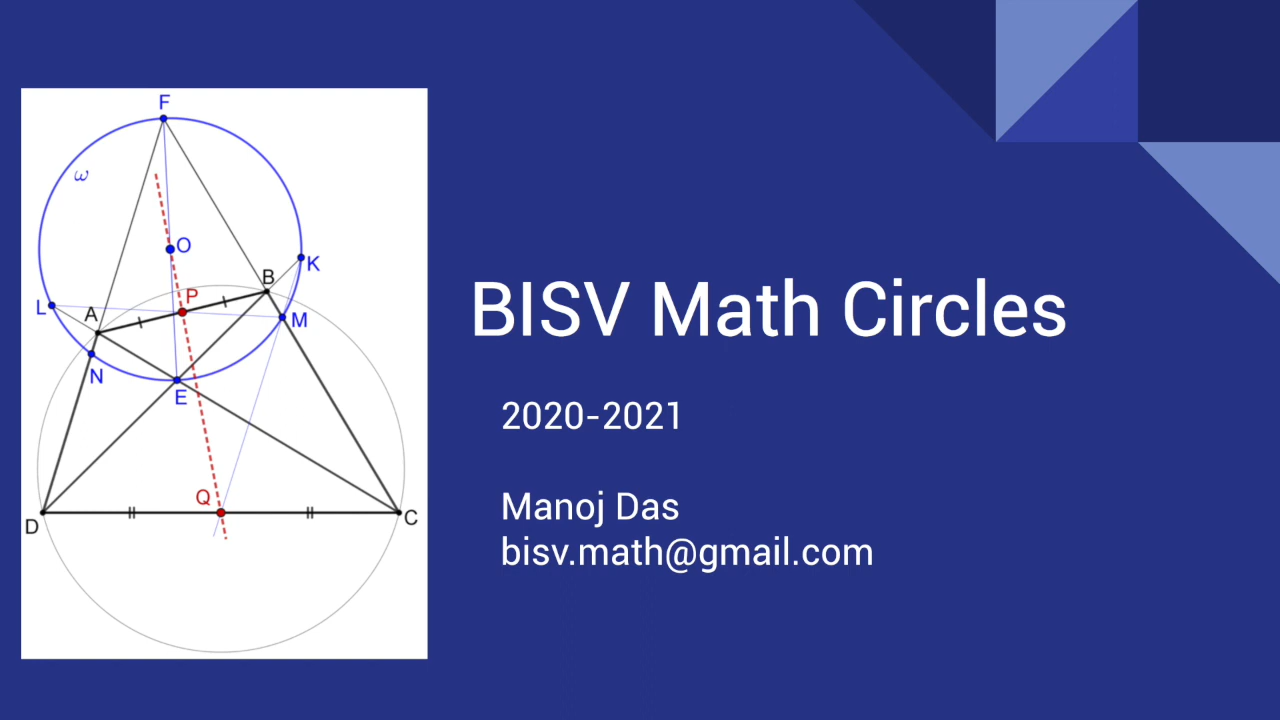 F
ω
O
K
B
P
L
A
M
N
E
Q
D
C
BISV Math Circles
2020-2021
Manoj Das
bisv.math@gmail.com